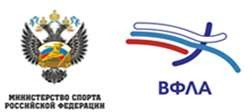 МИНИСТЕРСТВО СПОРТА
РОССИЙСКОЙ ФЕДЕРАЦИИ
ВФЛА